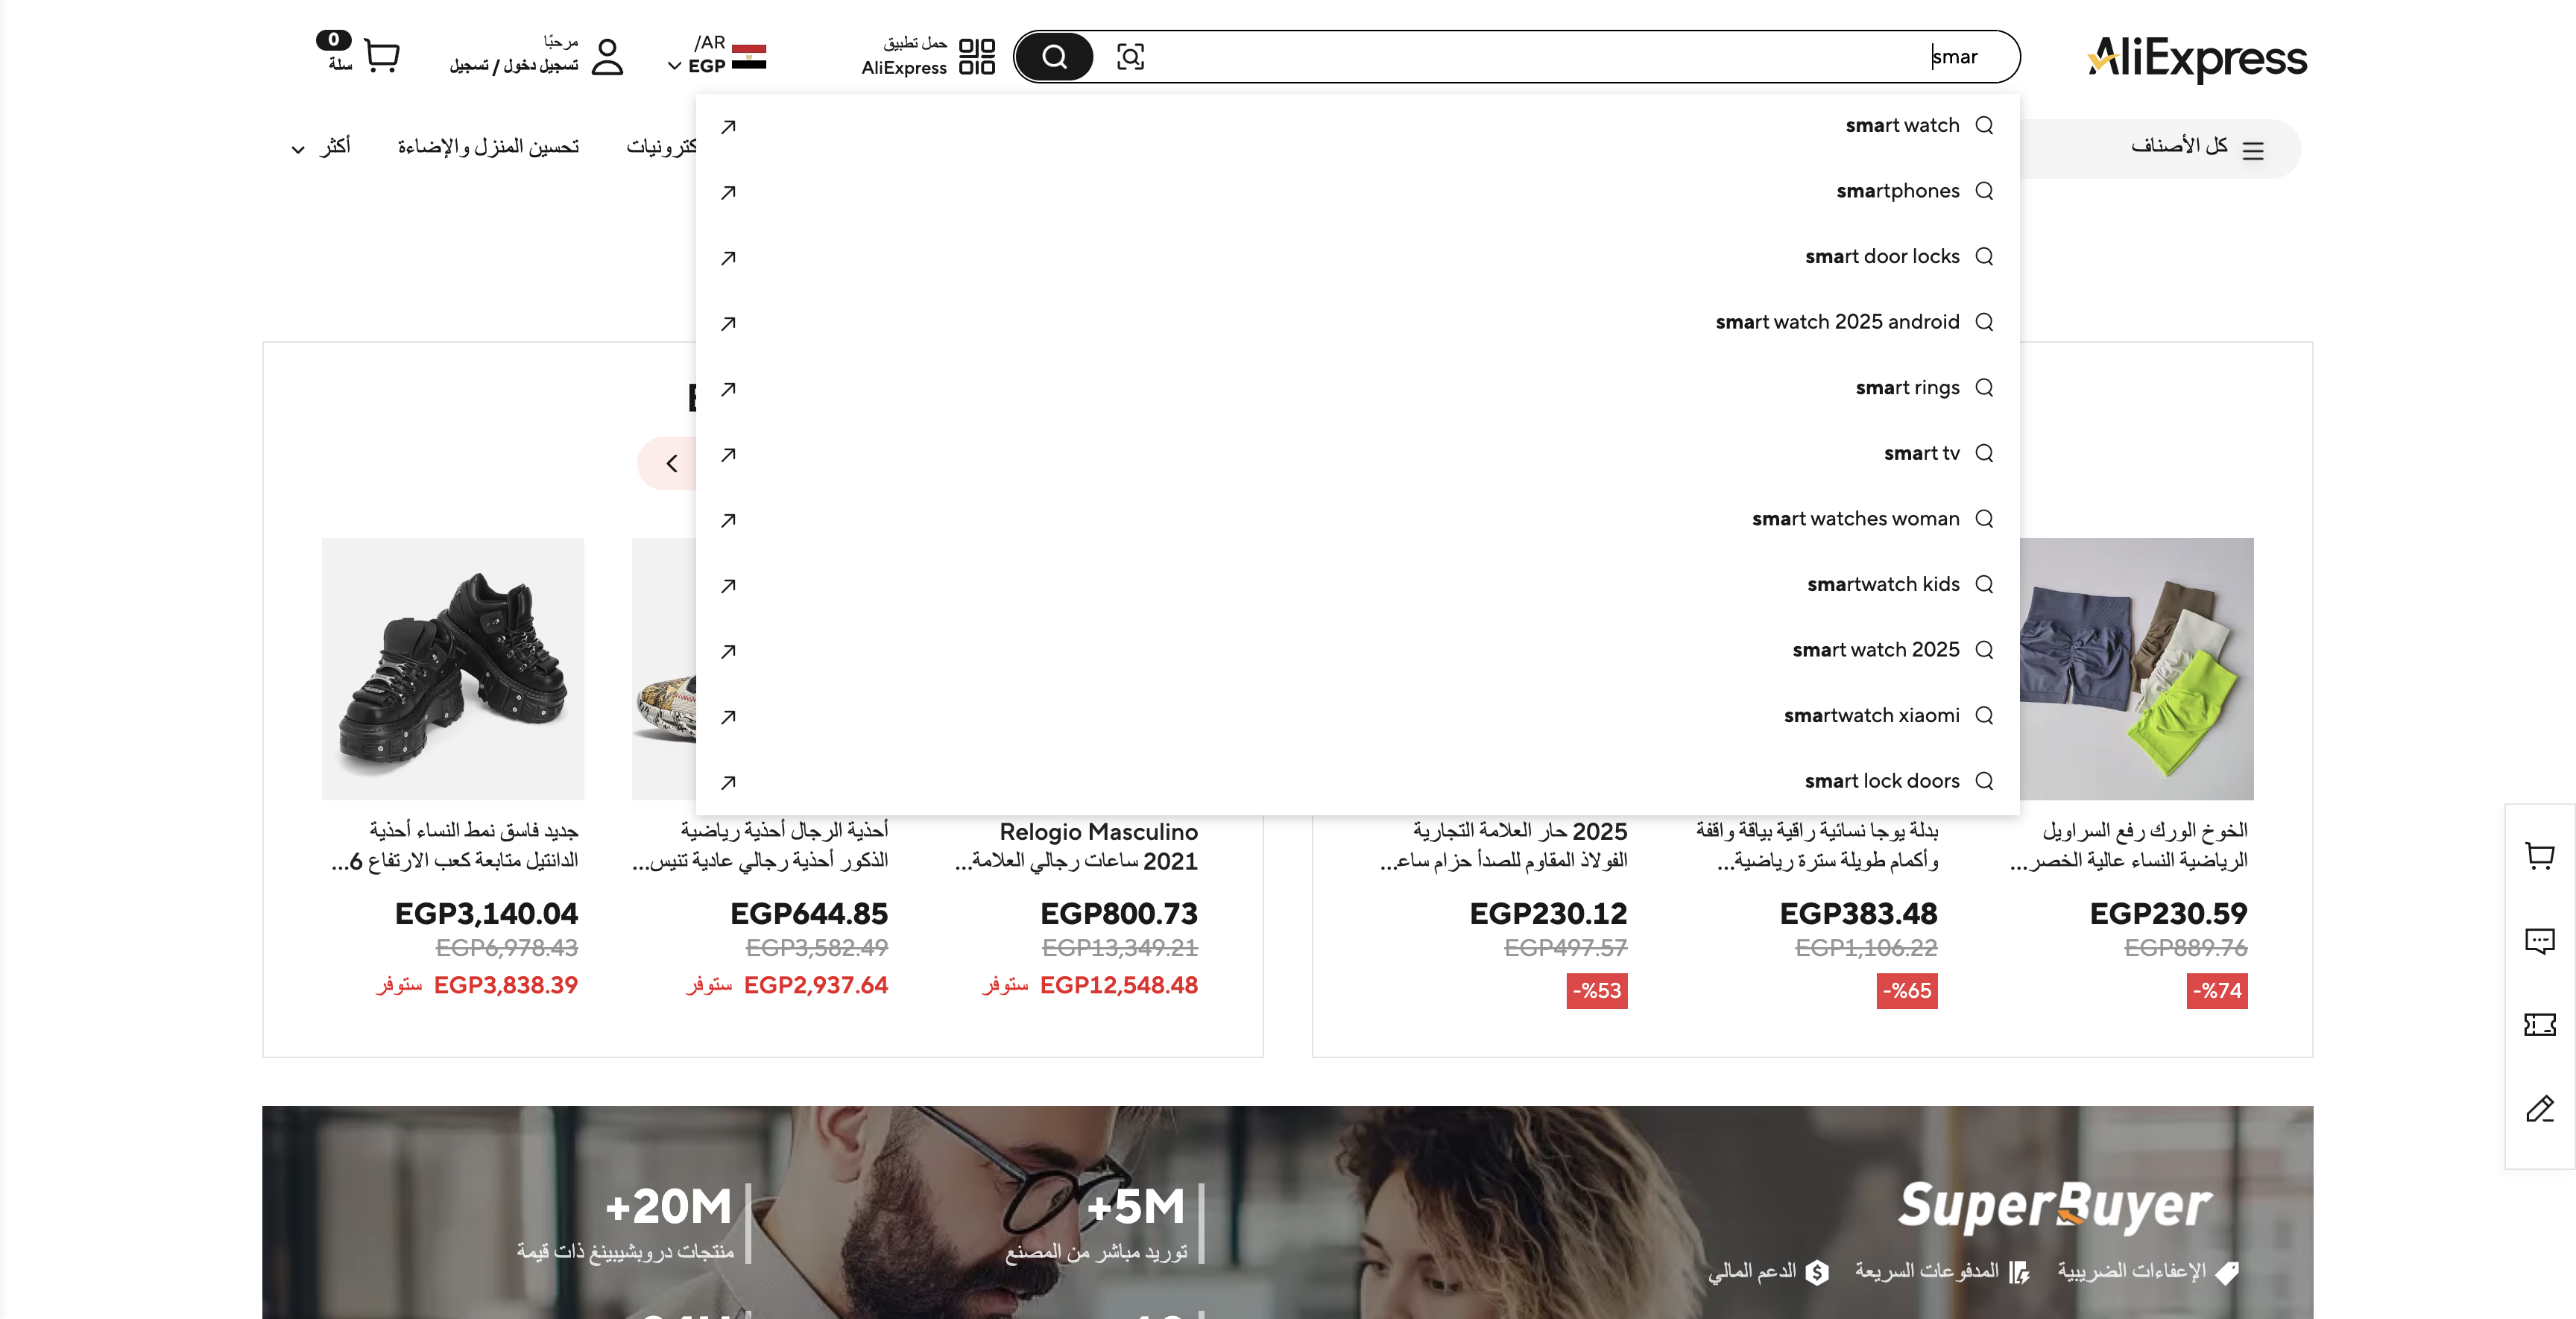 AliExpress
smar
حمل تطبيق
AliExpress
/AR
EGP
مرحبًا
تسجيل دخول / تسجيل
0
سلة
كل الأصناف
تحسين المنزل والإضاءة
أكثر
smart watch
smartphones
smart door locks
smart watch 2025 android
smart rings
smart tv
smart watches woman
smartwatch kids
smart watch 2025
smartwatch xiaomi
smart lock doors
الخوخ الورك رفع السراويل
الرياضية النساء عالية الخصر...
EGP230.59
EGP889.76
-%74
بدلة يوجا نسائية راقية بياقة واقفة
وأكمام طويلة سترة رياضية...
EGP383.48
EGP1,106.22
-%65
2025 حار العلامة التجارية
الفولاذ المقاوم للصدأ حزام ساعـ...
EGP230.12
EGP497.57
-%53
Relogio Masculino
2021 ساعات رجالي العلامة...
EGP800.73
EGP13,349.21
ستوفر EGP12,548.48
أحذية الرجال أحذية رياضية
الذكور أحذية رجالي عادية تنيس...
EGP644.85
EGP3,582.49
ستوفر EGP2,937.64
جديد فاسق نمط النساء أحذية
الدانتيل متابعة كعب الارتفاع 6...
EGP3,140.04
EGP6,978.43
ستوفر EGP3,838.39
SuperBuyer
الإعفاءات الضريبية
المدفوعات السريعة
الدعم المالي
+5M
توريد مباشر من المصنع
+20M
منتجات دروبشيبينغ ذات قيمة